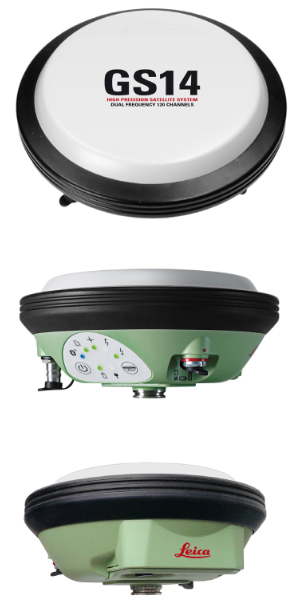 GS14
HIGH PRECISION SATELLITE SYSTEM
DUAL FREQUENCY 120 CHANNELS
Leica